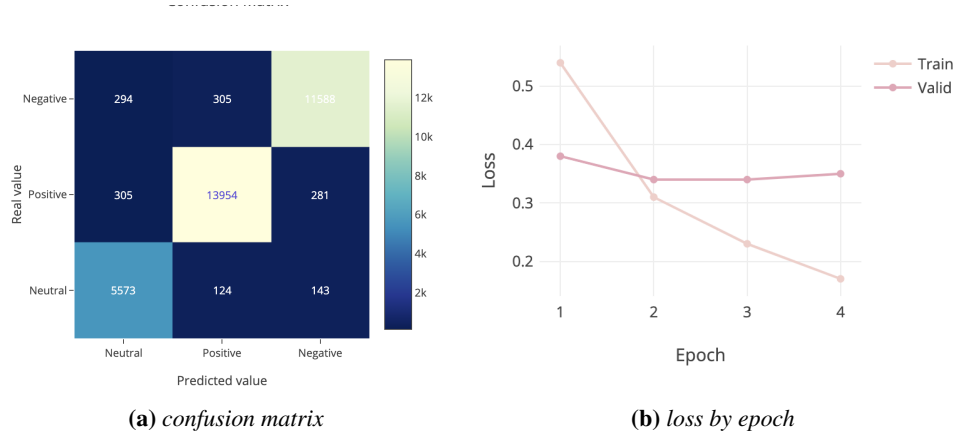 Negative
294
305
11588
Positive
305
13954
281
Neutral
5573
124
143
Neutral
Positive
Negative
Real value
Predicted value
12k
10k
8k
6k
4k
2k
(a) confusion matrix
Train
Valid
0.5
0.4
0.3
0.2
Loss
1
2
3
4
Epoch
(b) loss by epoch